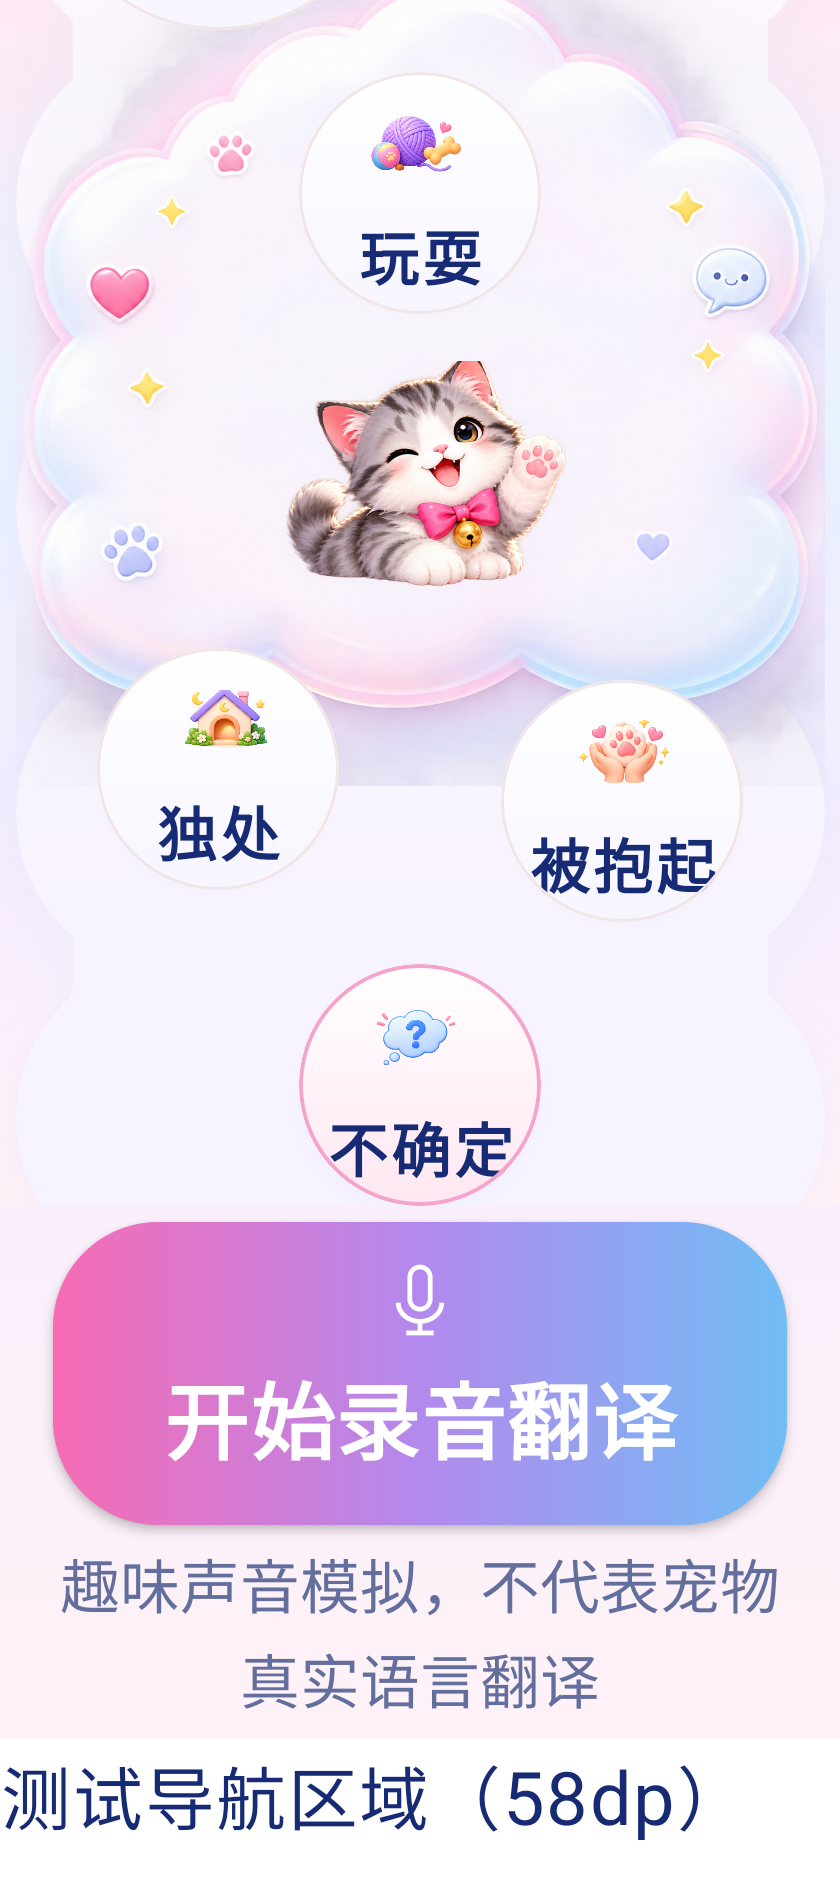 玩耍
独处
被抱起
?
不确定
开始录音翻译
趣味声音模拟，不代表宠物
真实语言翻译
测试导航区域（58dp）